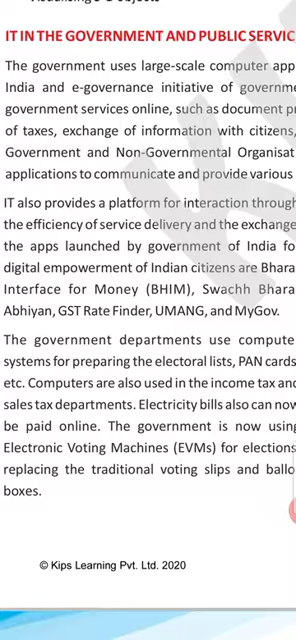 IT IN THE GOVERNMENT AND PUBLIC SERVIC
The government uses large-scale computer app
India and e-governance initiative of governme
government services online, such as document p
of taxes, exchange of information with citizens,
Government and Non-Governmental Organisat
applications to communicate and provide various
IT also provides a platform for interaction through
the efficiency of service delivery and the exchange
the apps launched by government of India fo
digital empowerment of Indian citizens are Bhara
Interface for Money (BHIM), Swachh Bhara
Abhiyan, GST Rate Finder, UMANG, and MyGov.
The government departments use compute
systems for preparing the electoral lists, PAN cards
etc. Computers are also used in the income tax and
sales tax departments. Electricity bills also can now
be paid online. The government is now using
Electronic Voting Machines (EVMs) for elections
replacing the traditional voting slips and ballo
boxes.
© Kips Learning Pvt. Ltd. 2020